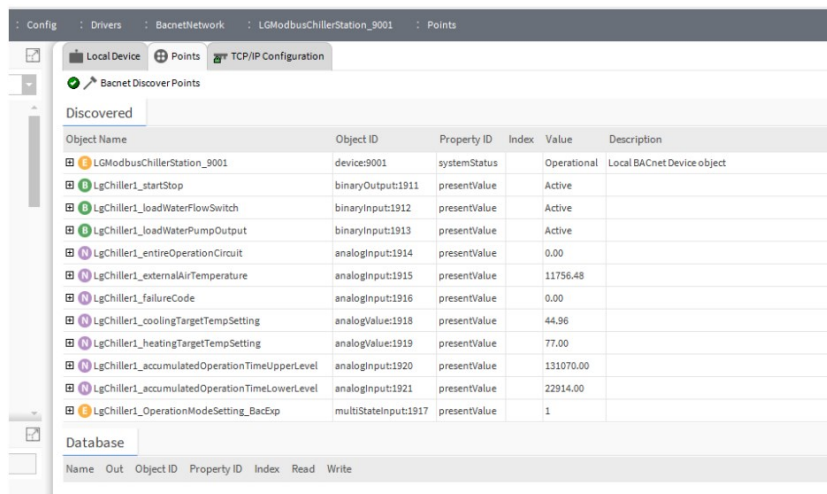 : Config : Drivers : BacnetNetwork : LGModbusChillerStation_9001 : Points
Local Device Points TCP/IP Configuration
Bacnet Discover Points
Discovered
Object Name Object ID Property ID Index Value Description
LGModbusChillerStation_9001 device:9001 systemStatus Operational Local BACnet Device object
LgChiller1_startStop binaryOutput:1911 presentValue Active
LgChiller1_loadWaterFlowSwitch binaryInput:1912 presentValue Active
LgChiller1_loadWaterPumpOutput binaryInput:1913 presentValue Active
LgChiller1_entireOperationCircuit analogInput:1914 presentValue 0.00
LgChiller1_externalAirTemperature analogInput:1915 presentValue 11756.48
LgChiller1_failureCode analogInput:1916 presentValue 0.00
LgChiller1_coolingTargetTempSetting analogValue:1918 presentValue 44.96
LgChiller1_heatingTargetTempSetting analogValue:1919 presentValue 77.00
LgChiller1_accumulatedOperationTimeUpperLevel analogInput:1920 presentValue 131070.00
LgChiller1_accumulatedOperationTimeLowerLevel analogInput:1921 presentValue 22914.00
LgChiller1_OperationModeSetting_BacExp multiStateInput:1917 presentValue 1
Database
Name Out Object ID Property ID Index Read Write